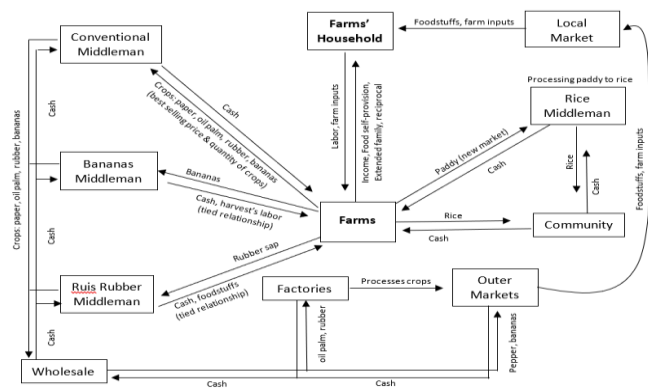 Conventional
Middleman
Farms'
Household
Foodstuffs, farm inputs
Local
Market
Cash
Crops: paper, oil palm, rubber, bananas
(best selling price & quantity of crops)
Labor, farm inputs
Income, Food self-provision,
Extended family, reciprocal
Processing paddy to rice
Rice
Middleman
Paddy (new market)
Cash
Rice
Cash
Foodstuffs, farm inputs
Crops: paper, oil palm, rubber, bananas
Cash
Bananas
Middleman
Bananas
Cash, harvest's labor
(tied relationship)
Farms
Rice
Cash
Community
Cash
Ruis Rubber
Middleman
Rubber sap
Cash, foodstuffs
(tied relationship)
Factories
Processes crops
Outer
Markets
Cash
oil palm, rubber
Pepper, bananas
Wholesale
Cash
Cash